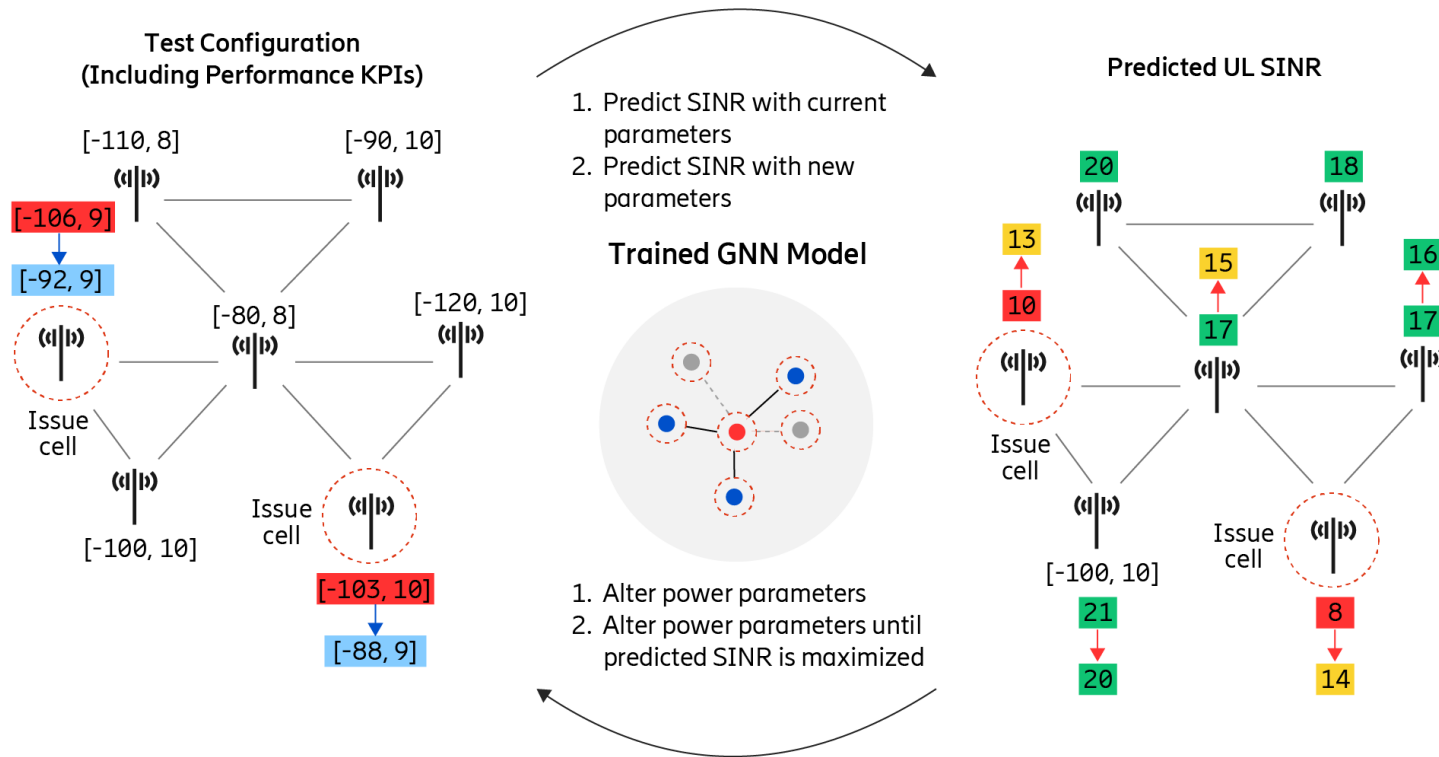 Test Configuration
(Including Performance KPIs)
[-110, 8]
[-90, 10]
[-106, 9]
[-92, 9]
[-80, 8]
[-120, 10]
Issue
cell
[-100, 10]
Issue
cell
[-103, 10]
[-88, 9]
1. Predict SINR with current
parameters
2. Predict SINR with new
parameters
Trained GNN Model
1. Alter power parameters
2. Alter power parameters until
predicted SINR is maximized
Predicted UL SINR
20
18
13
10
15
17
16
17
Issue
cell
[-100, 10]
21
20
Issue
cell
8
14